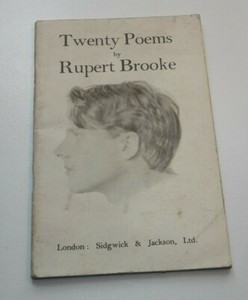 Twenty Poems
by
Rupert Brooke
London: Sidgwick & Jackson, Ltd.